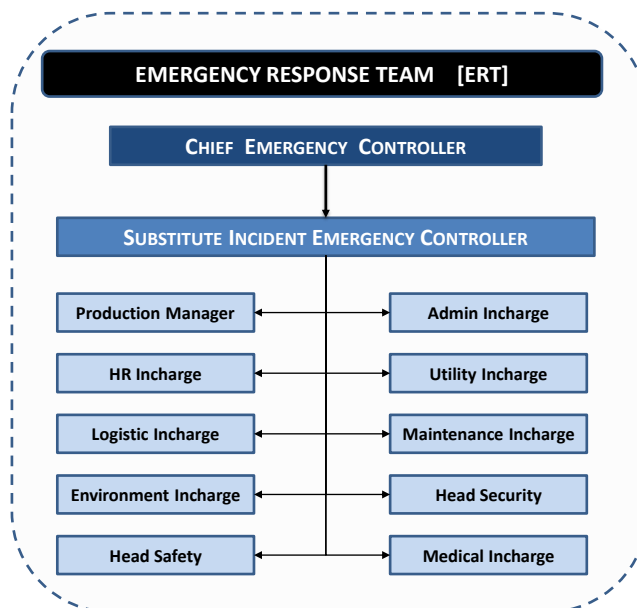 EMERGENCY RESPONSE TEAM [ERT]
CHIEF EMERGENCY CONTROLLER
SUBSTITUTE INCIDENT EMERGENCY CONTROLLER
Production Manager
Admin Incharge
HR Incharge
Utility Incharge
Logistic Incharge
Maintenance Incharge
Environment Incharge
Head Security
Head Safety
Medical Incharge